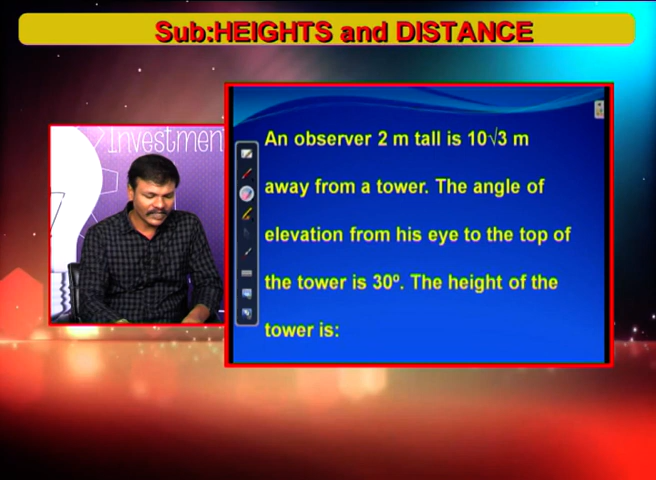 Sub:HEIGHTS and DISTANCE
Investment
An observer 2 m tall is 10√3 m
away from a tower. The angle of
elevation from his eye to the top of
the tower is 30º. The height of the
tower is: